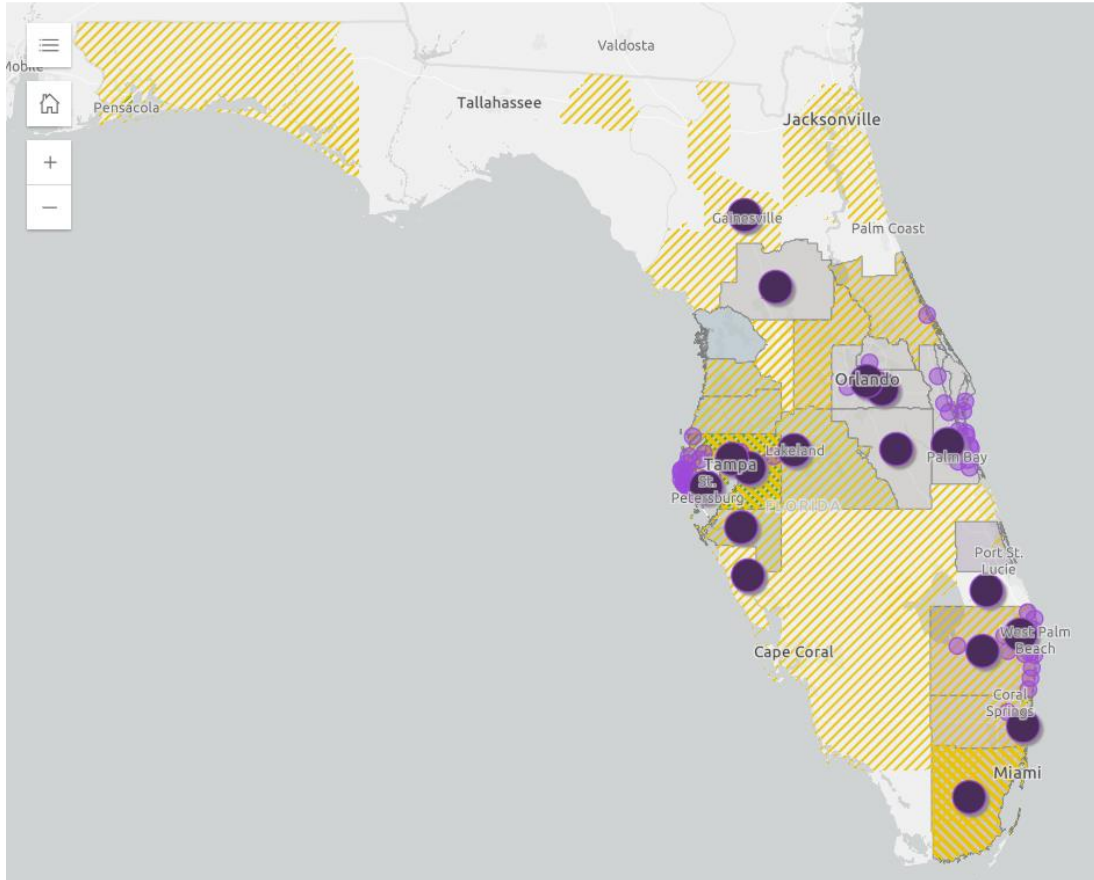 Valdosta
Mobile
Pensacola
Tallahassee
Jacksonville
Gainesville
Palm Coast
Orlando
Lakeland
Tampa
Palm Bay
St.
Petersburg
FLORIDA
Port St.
Lucie
West Palm
Beach
Cape Coral
Coral
Springs
Miami